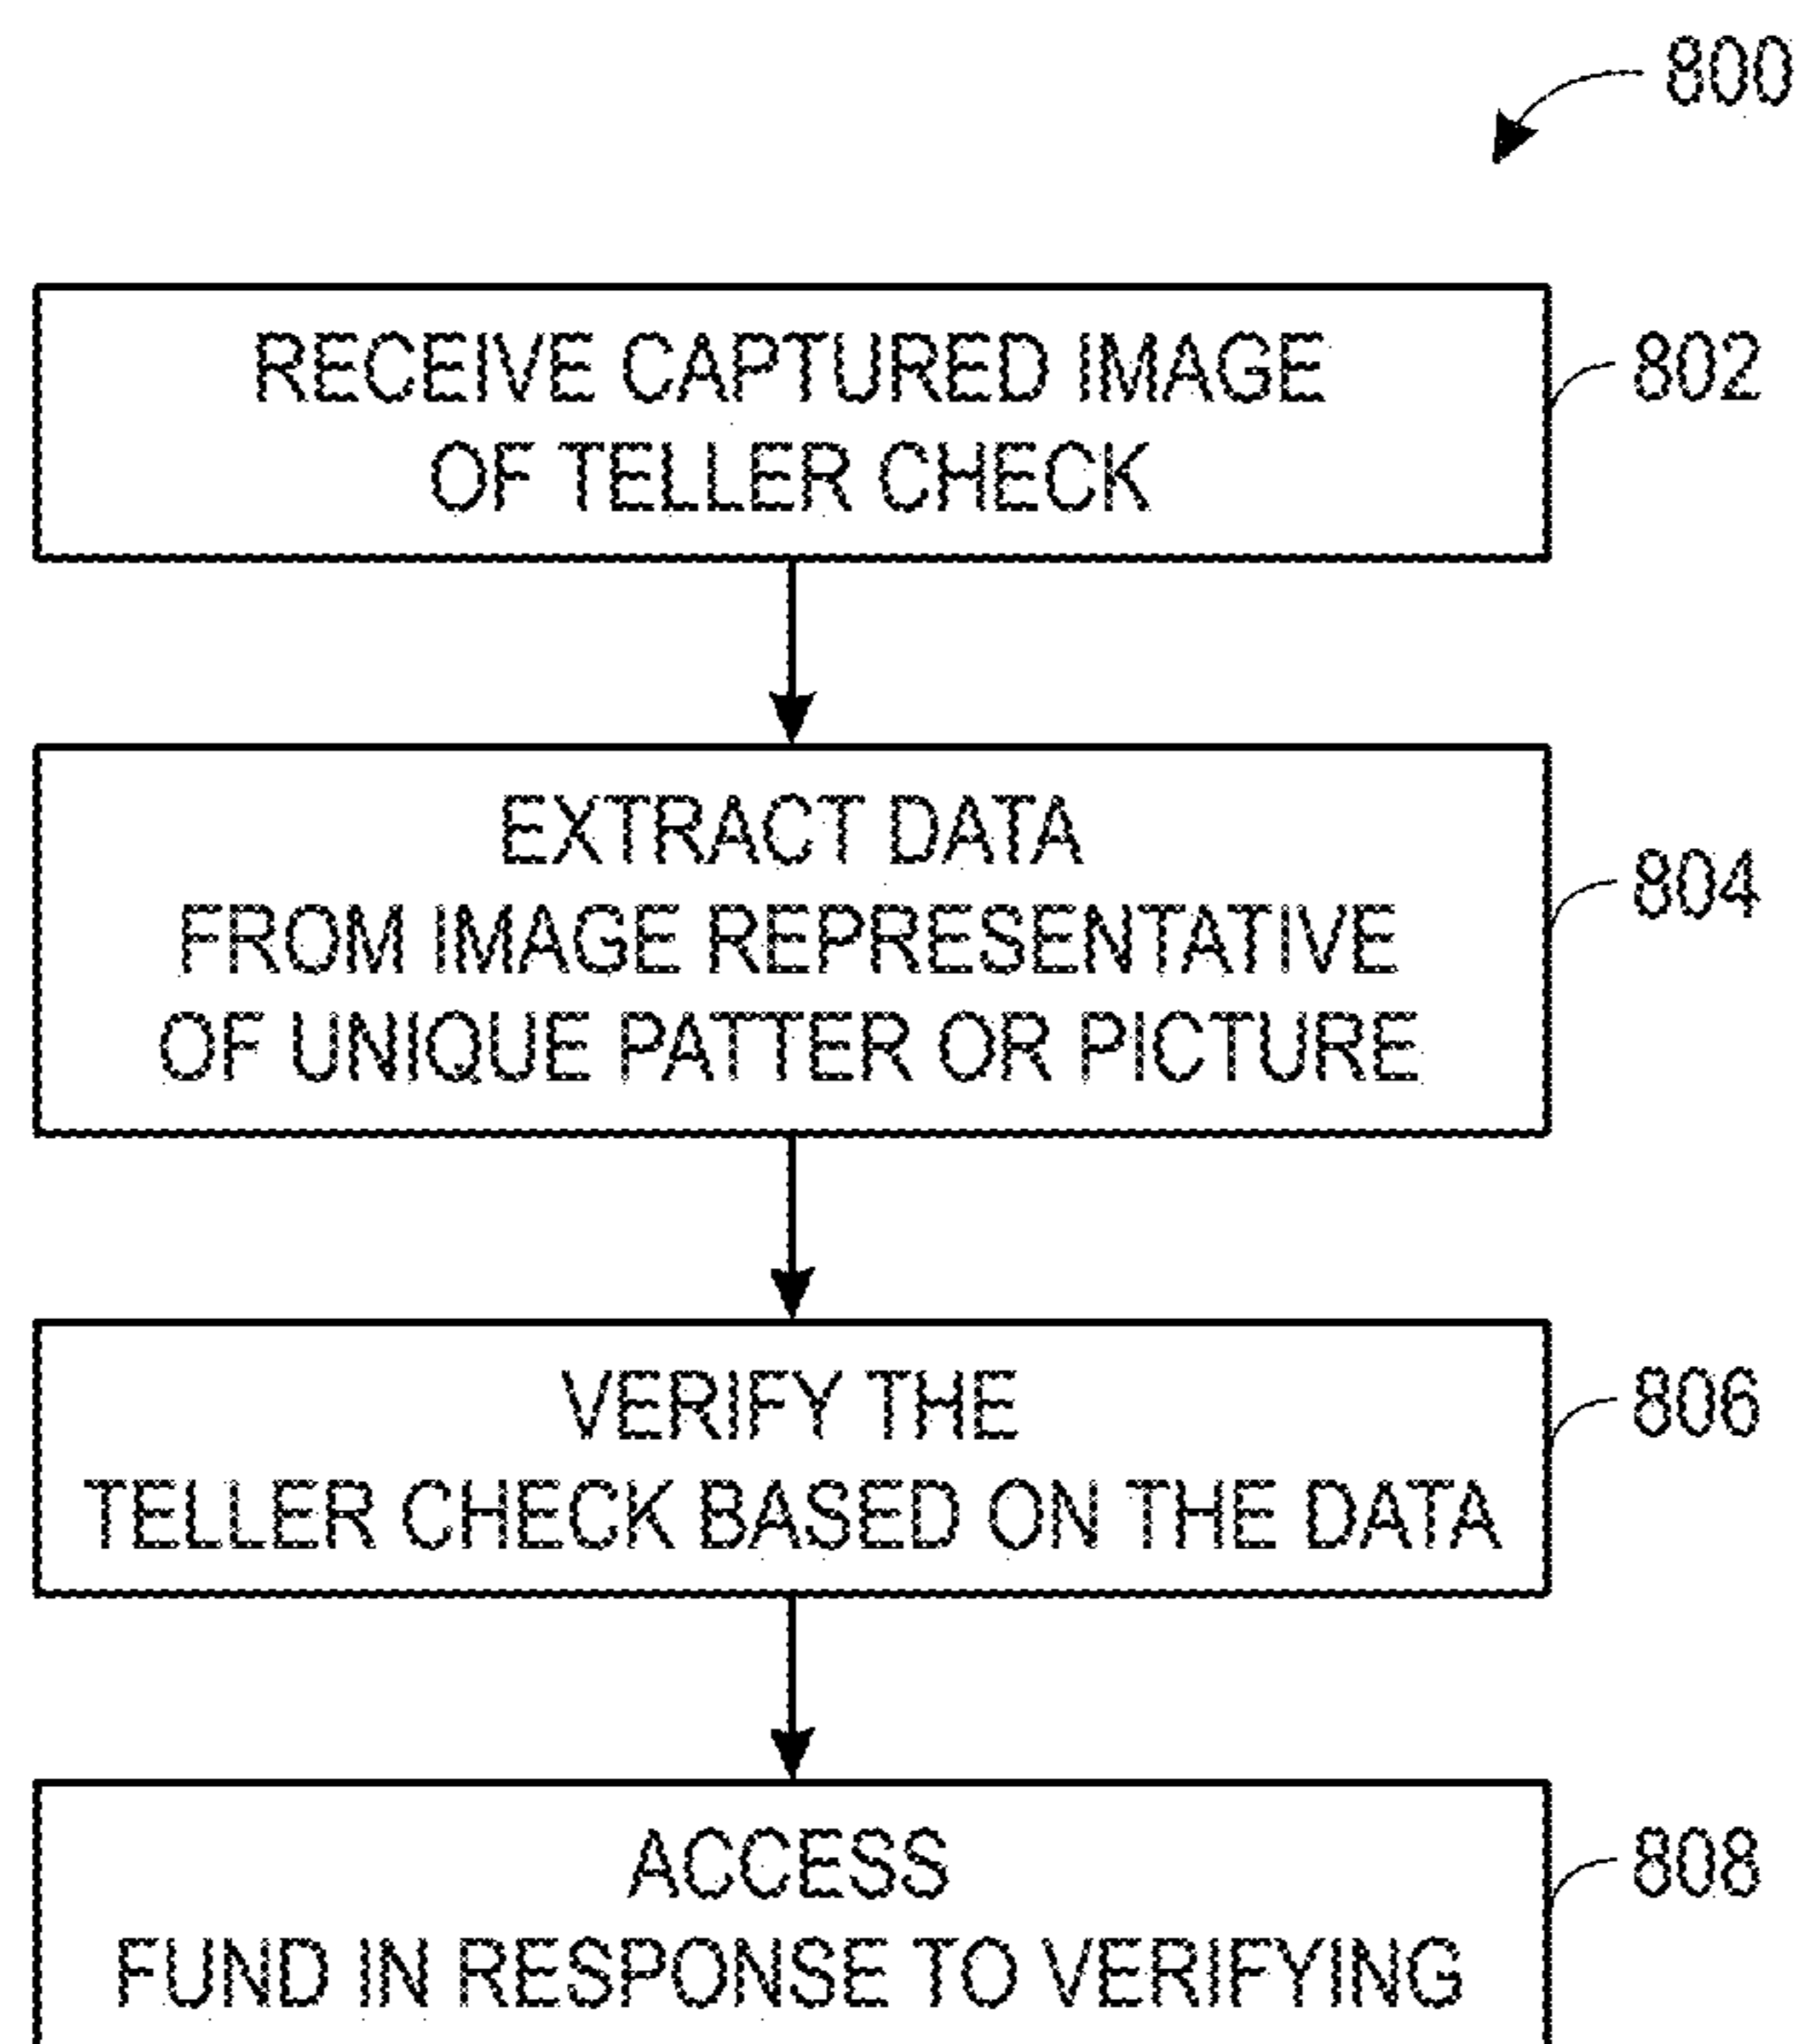 800
RECEIVE CAPTURED IMAGE
OF TELLER CHECK
802
EXTRACT DATA
FROM IMAGE REPRESENTATIVE
OF UNIQUE PATTER OR PICTURE
804
VERIFY THE
TELLER CHECK BASED ON THE DATA
806
ACCESS
FUND IN RESPONSE TO VERIFYING
808